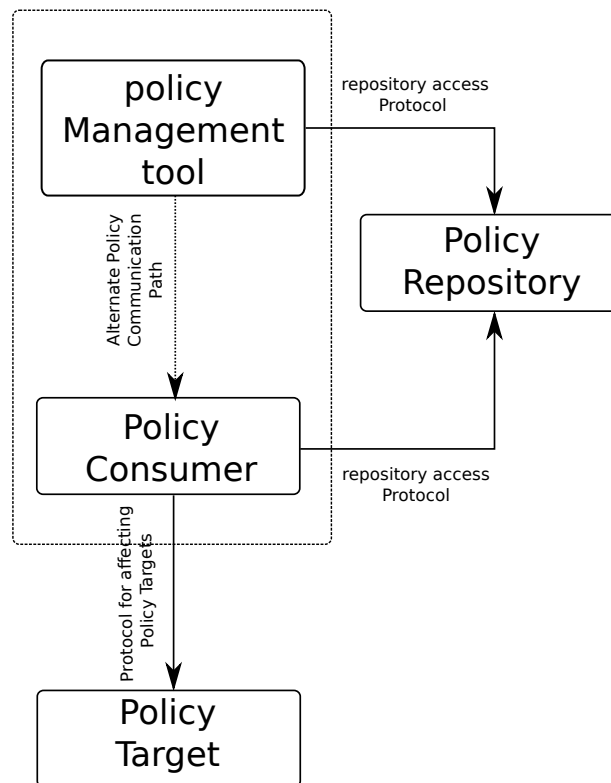 policy
Management
tool
repository access
Protocol
Policy
Repository
Alternate Policy
Communication
Path
Policy
Consumer
repository access
Protocol
Protocol for affecting
Policy Targets
Policy
Target